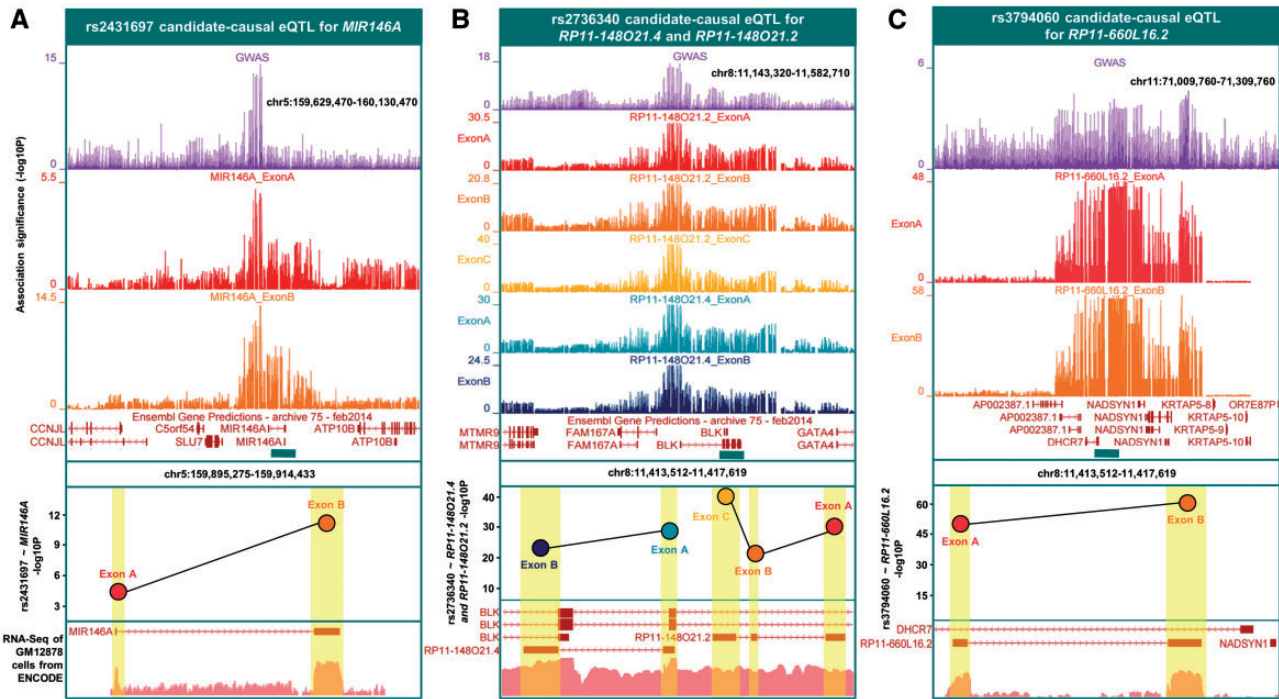 A
rs2431697 candidate-causal eQTL for MIR146A
Association significance (-log10P)
15
GWAS
chr5:159,629,470-160,130,470
0
5.5
MIR146A_ExonA
0
14.5
MIR146A_ExonB
0
Ensembl Gene Predictions - archive 75 - feb2014
CCNJL C5orf54 MIR146A ATP10B
CCNJL SLU7 MIR146A ATP10B
chr5:159,895,275-159,914,433
rs2431697 ~ MIR146A
-log10P
12
9
6
3
Exon A
Exon B
MIR146A
RNA-Seq of
GM12878
cells from
ENCODE
B
rs2736340 candidate-causal eQTL for
RP11-148O21.4 and RP11-148O21.2
18
GWAS
chr8:11,143,320-11,582,710
0
30.5
RP11-148O21.2_ExonA
ExonA
0
20.8
RP11-148O21.2_ExonB
ExonB
0
40
RP11-148O21.2_ExonC
ExonC
0
30
RP11-148O21.4_ExonA
ExonA
0
24.5
RP11-148O21.4_ExonB
ExonB
0
Ensembl Gene Predictions - archive 75 - feb2014
MTMR9 FAM167A BLK GATA4
MTMR9 FAM167A BLK GATA4
chr8:11,413,512-11,417,619
rs2736340 ~ RP11-148O21.4
and RP11-148O21.2 -log10P
40
30
20
10
Exon B
Exon A
Exon C
Exon B
Exon A
BLK
BLK
BLK RP11-148O21.2
RP11-148O21.4
C
rs3794060 candidate-causal eQTL
for RP11-660L16.2
6
GWAS
chr11:71,009,760-71,309,760
0
48
RP11-660L16.2_ExonA
ExonA
0
58
RP11-660L16.2_ExonB
ExonB
0
AP002387.1 NADSYN1 KRTAP5-8 OR7E87P
AP002387.1 NADSYN1 KRTAP5-10
AP002387.1 NADSYN1 KRTAP5-9
DHCR7 NADSYN1 KRTAP5-10
chr8:11,413,512-11,417,619
rs3794060 ~ RP11-660L16.2
-log10P
60
45
30
15
Exon A
Exon B
DHCR7
RP11-660L16.2
NADSYN1